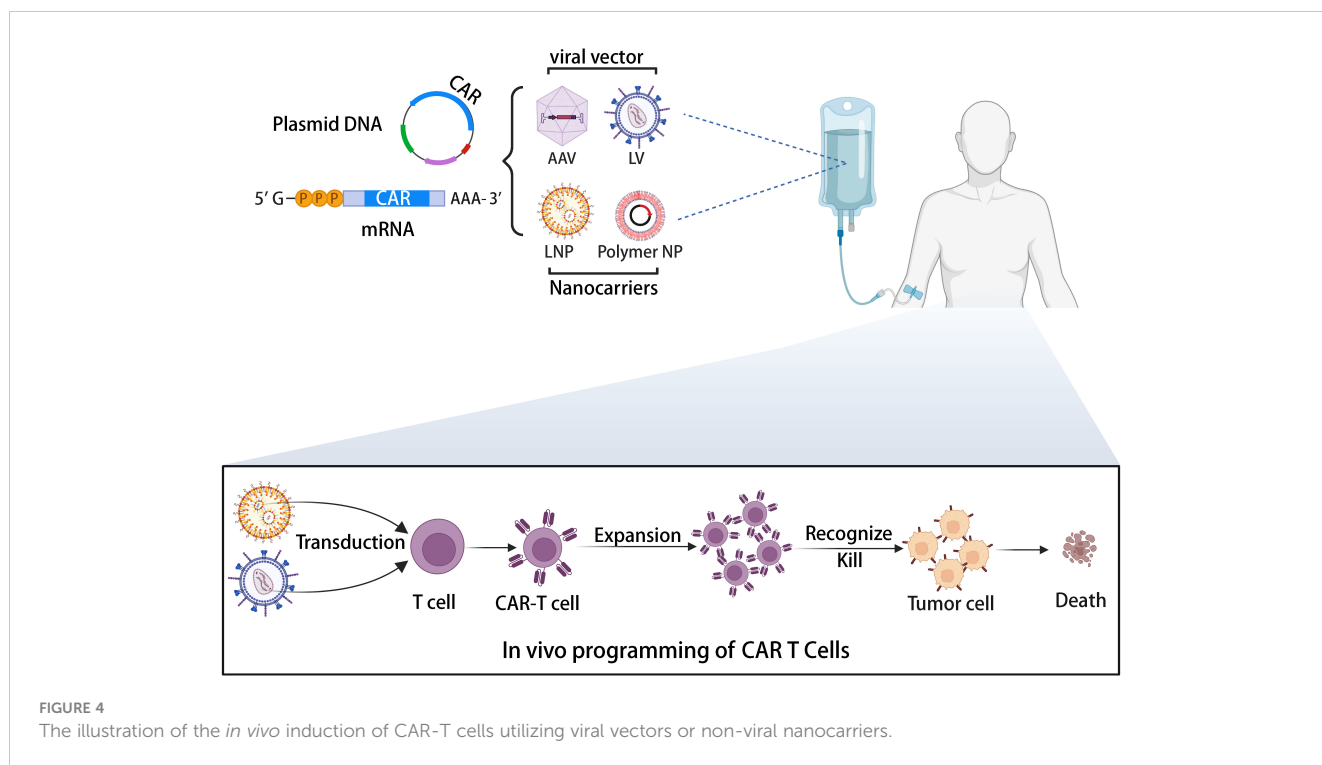 viral vector
CAR
Plasmid DNA
AAV
LV
5' G
P P P
CAR
AAA- 3'
mRNA
LNP
Polymer NP
Nanocarriers
Transduction
T cell
CAR-T cell
Expansion
Recognize
Kill
Tumor cell
Death
In vivo programming of CAR T Cells
FIGURE 4
The illustration of the in vivo induction of CAR-T cells utilizing viral vectors or non-viral nanocarriers.